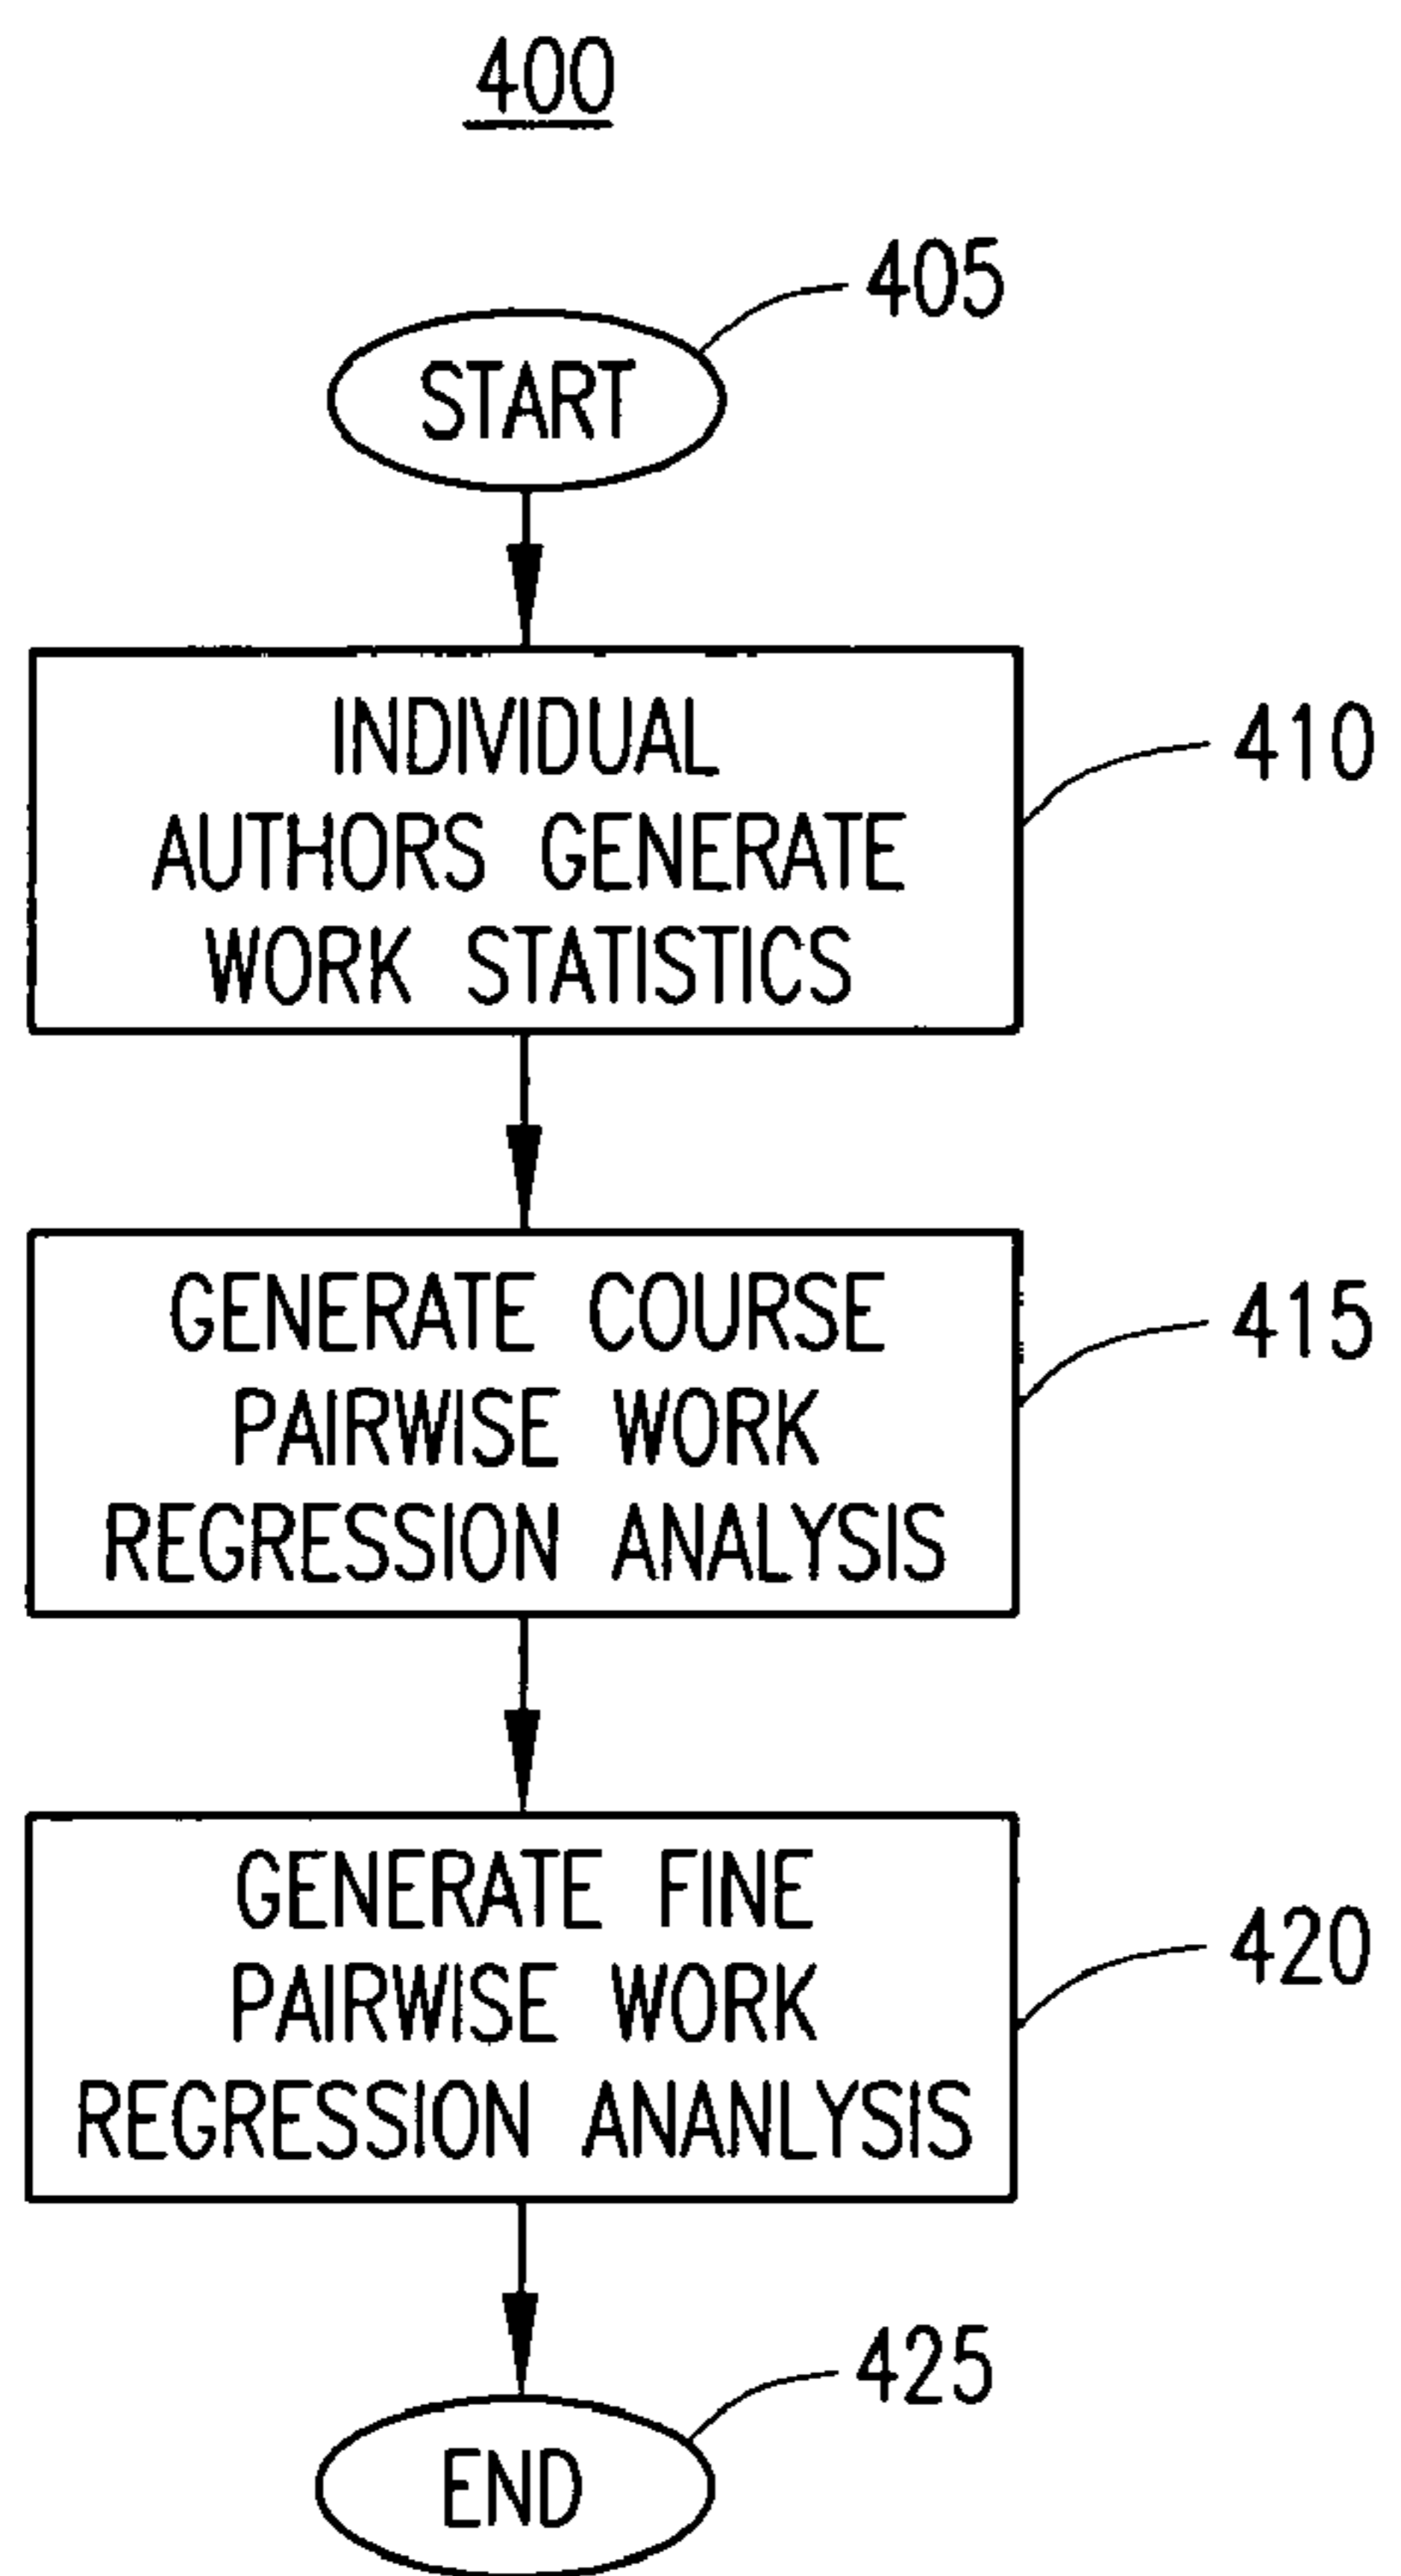 400
405
START
INDIVIDUAL
AUTHORS GENERATE
WORK STATISTICS
410
GENERATE COURSE
PAIRWISE WORK
REGRESSION ANALYSIS
415
GENERATE FINE
PAIRWISE WORK
REGRESSION ANANLYSIS
420
425
END